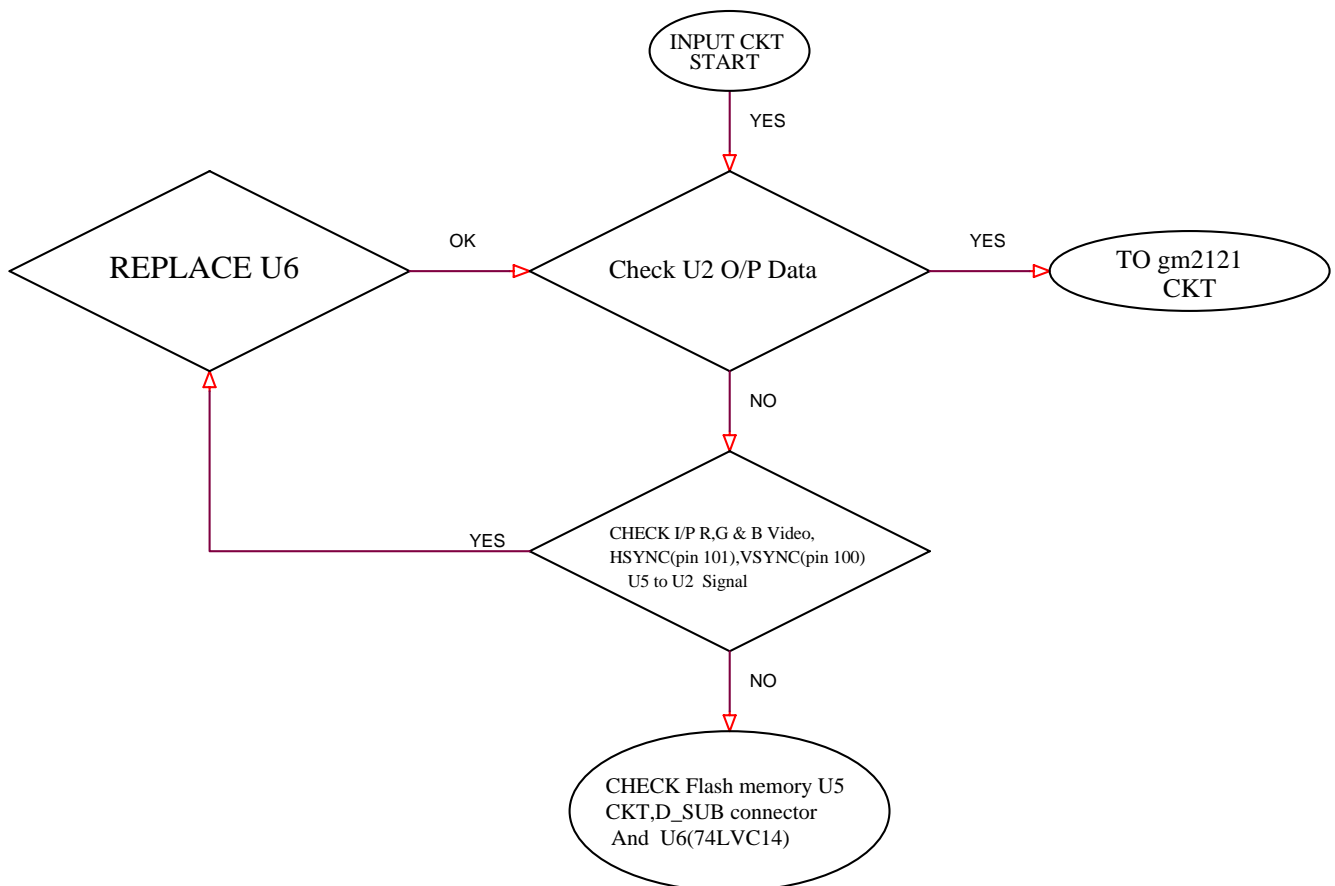 INPUT CKT
START
YES
REPLACE U6
OK
Check U2 O/P Data
YES
TO gm2121
CKT
NO
CHECK I/P R,G & B Video,
HSYNC(pin 101),VSYNC(pin 100)
U5 to U2 Signal
YES
NO
CHECK Flash memory U5
CKT,D_SUB connector
And U6(74LVC14)